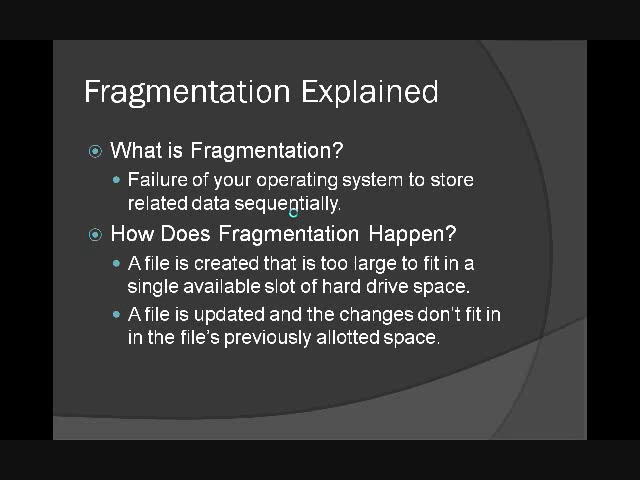 Fragmentation Explained
What is Fragmentation?
Failure of your operating system to store
related data sequentially.
How Does Fragmentation Happen?
A file is created that is too large to fit in a
single available slot of hard drive space.
A file is updated and the changes don't fit in
in the file's previously allotted space.